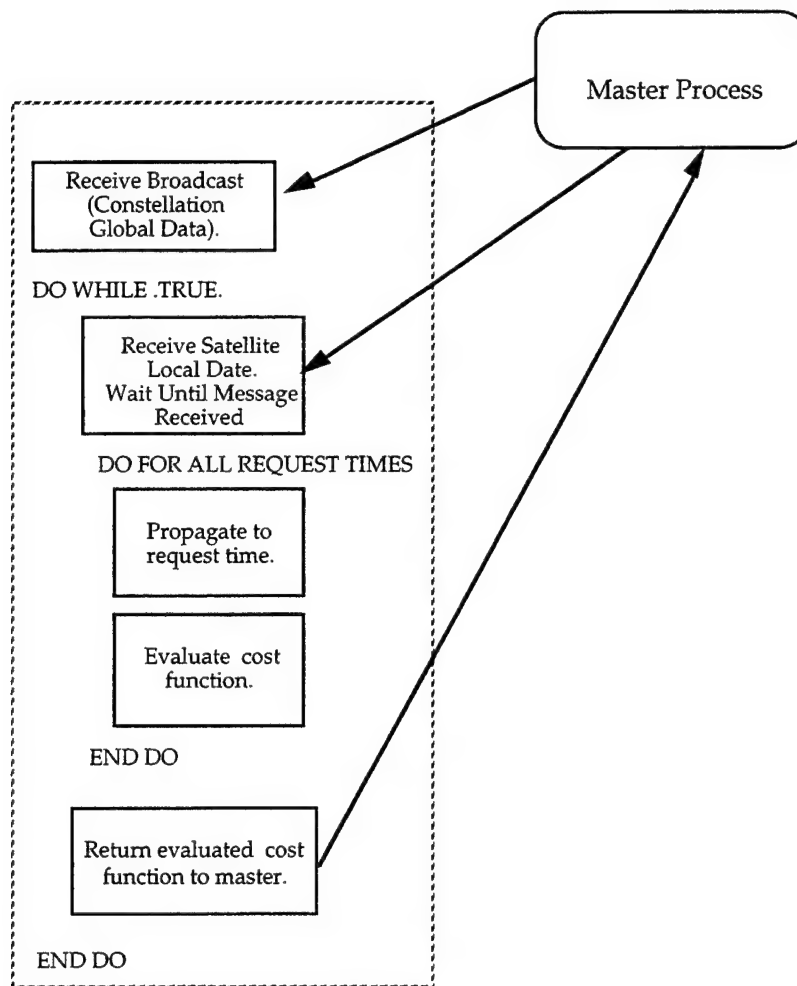 Master Process
Receive Broadcast
(Constellation
Global Data).
DO WHILE .TRUE.
Receive Satellite
Local Date.
Wait Until Message
Received
DO FOR ALL REQUEST TIMES
Propagate to
request time.
Evaluate cost
function.
END DO
Return evaluated cost
function to master.
END DO